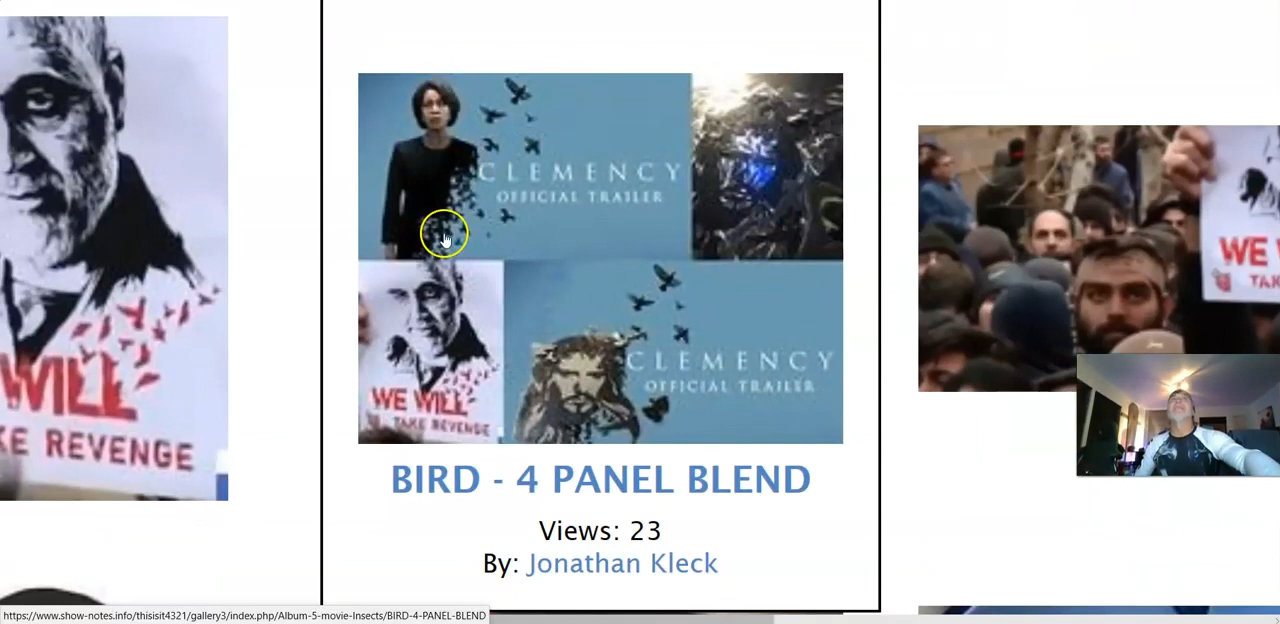 WILL
KE REVENGE
CLEMENCY
OFFICIAL TRAILER
WE WILL
TAKE REVENGE
CLEMENCY
OFFICIAL TRAILER
WE
TAK
BIRD - 4 PANEL BLEND
Views: 23
By: Jonathan Kleck
https://www.show-notes.info/thisisit4321/gallery3/index.php/Album-5-movie-Insects/BIRD-4-PANEL-BLEND